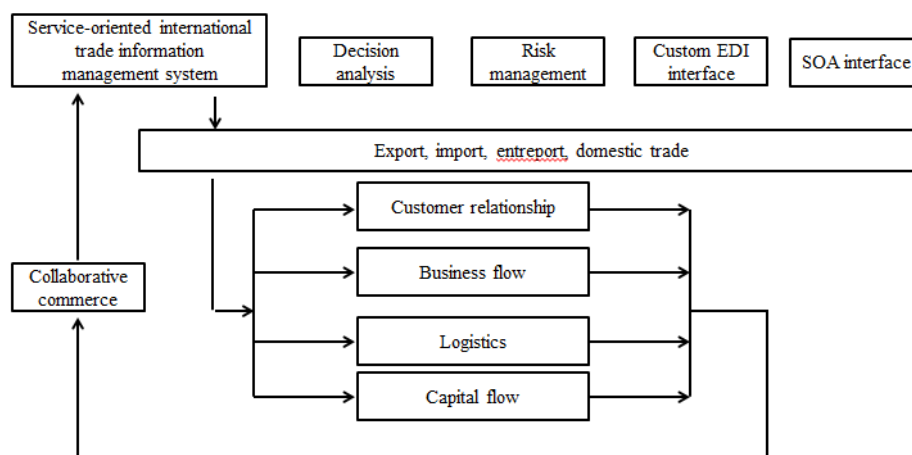 Service-oriented international
trade information
management system
Decision
analysis
Risk
management
Custom EDI
interface
SOA interface
Export, import, entreport, domestic trade
Customer relationship
Business flow
Collaborative
commerce
Logistics
Capital flow